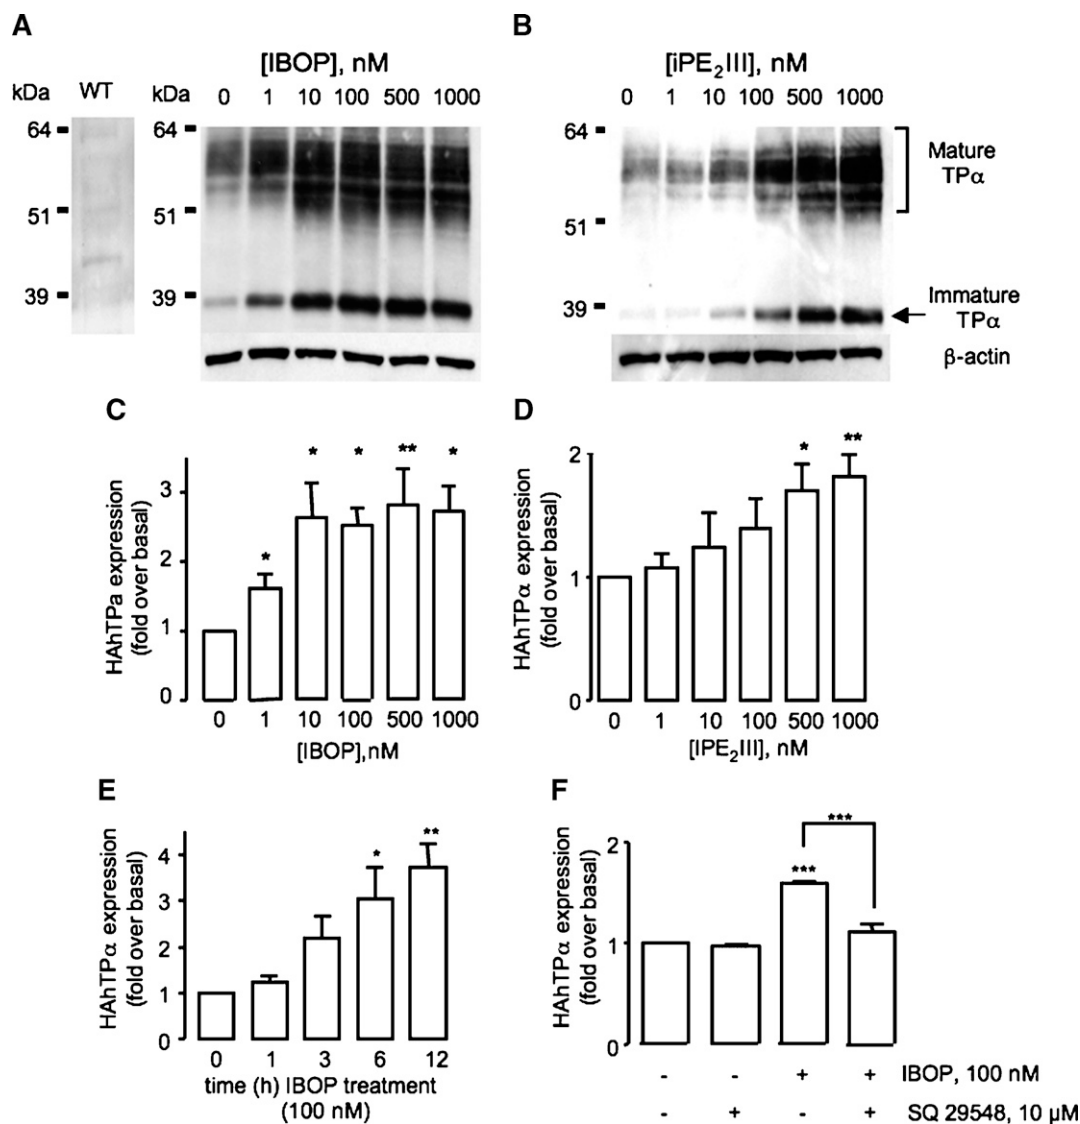 A
B
[IBOP], nM
[iPE2III], nM
kDa WT kDa 0 1 10 100 500 1000
0 1 10 100 500 1000
64 64 64
Mature
TPα
51 51 51
39 39 39
Immature
TPα
β-actin
C
D
HAhTPa expression
(fold over basal)
3
2
1
0
* * * ** *
0 1 10 100 500 1000
[IBOP],nM
HAhTPα expression
(fold over basal)
2
1
0
* **
0 1 10 100 500 1000
[IPE2III], nM
E
F
HAhTPα expression
(fold over basal)
4
3
2
1
0
* **
0 1 3 6 12
time (h) IBOP treatment
(100 nM)
HAhTPα expression
(fold over basal)
2
1
0
***
***
- - + + IBOP, 100 nM
- + - + SQ 29548, 10 µM